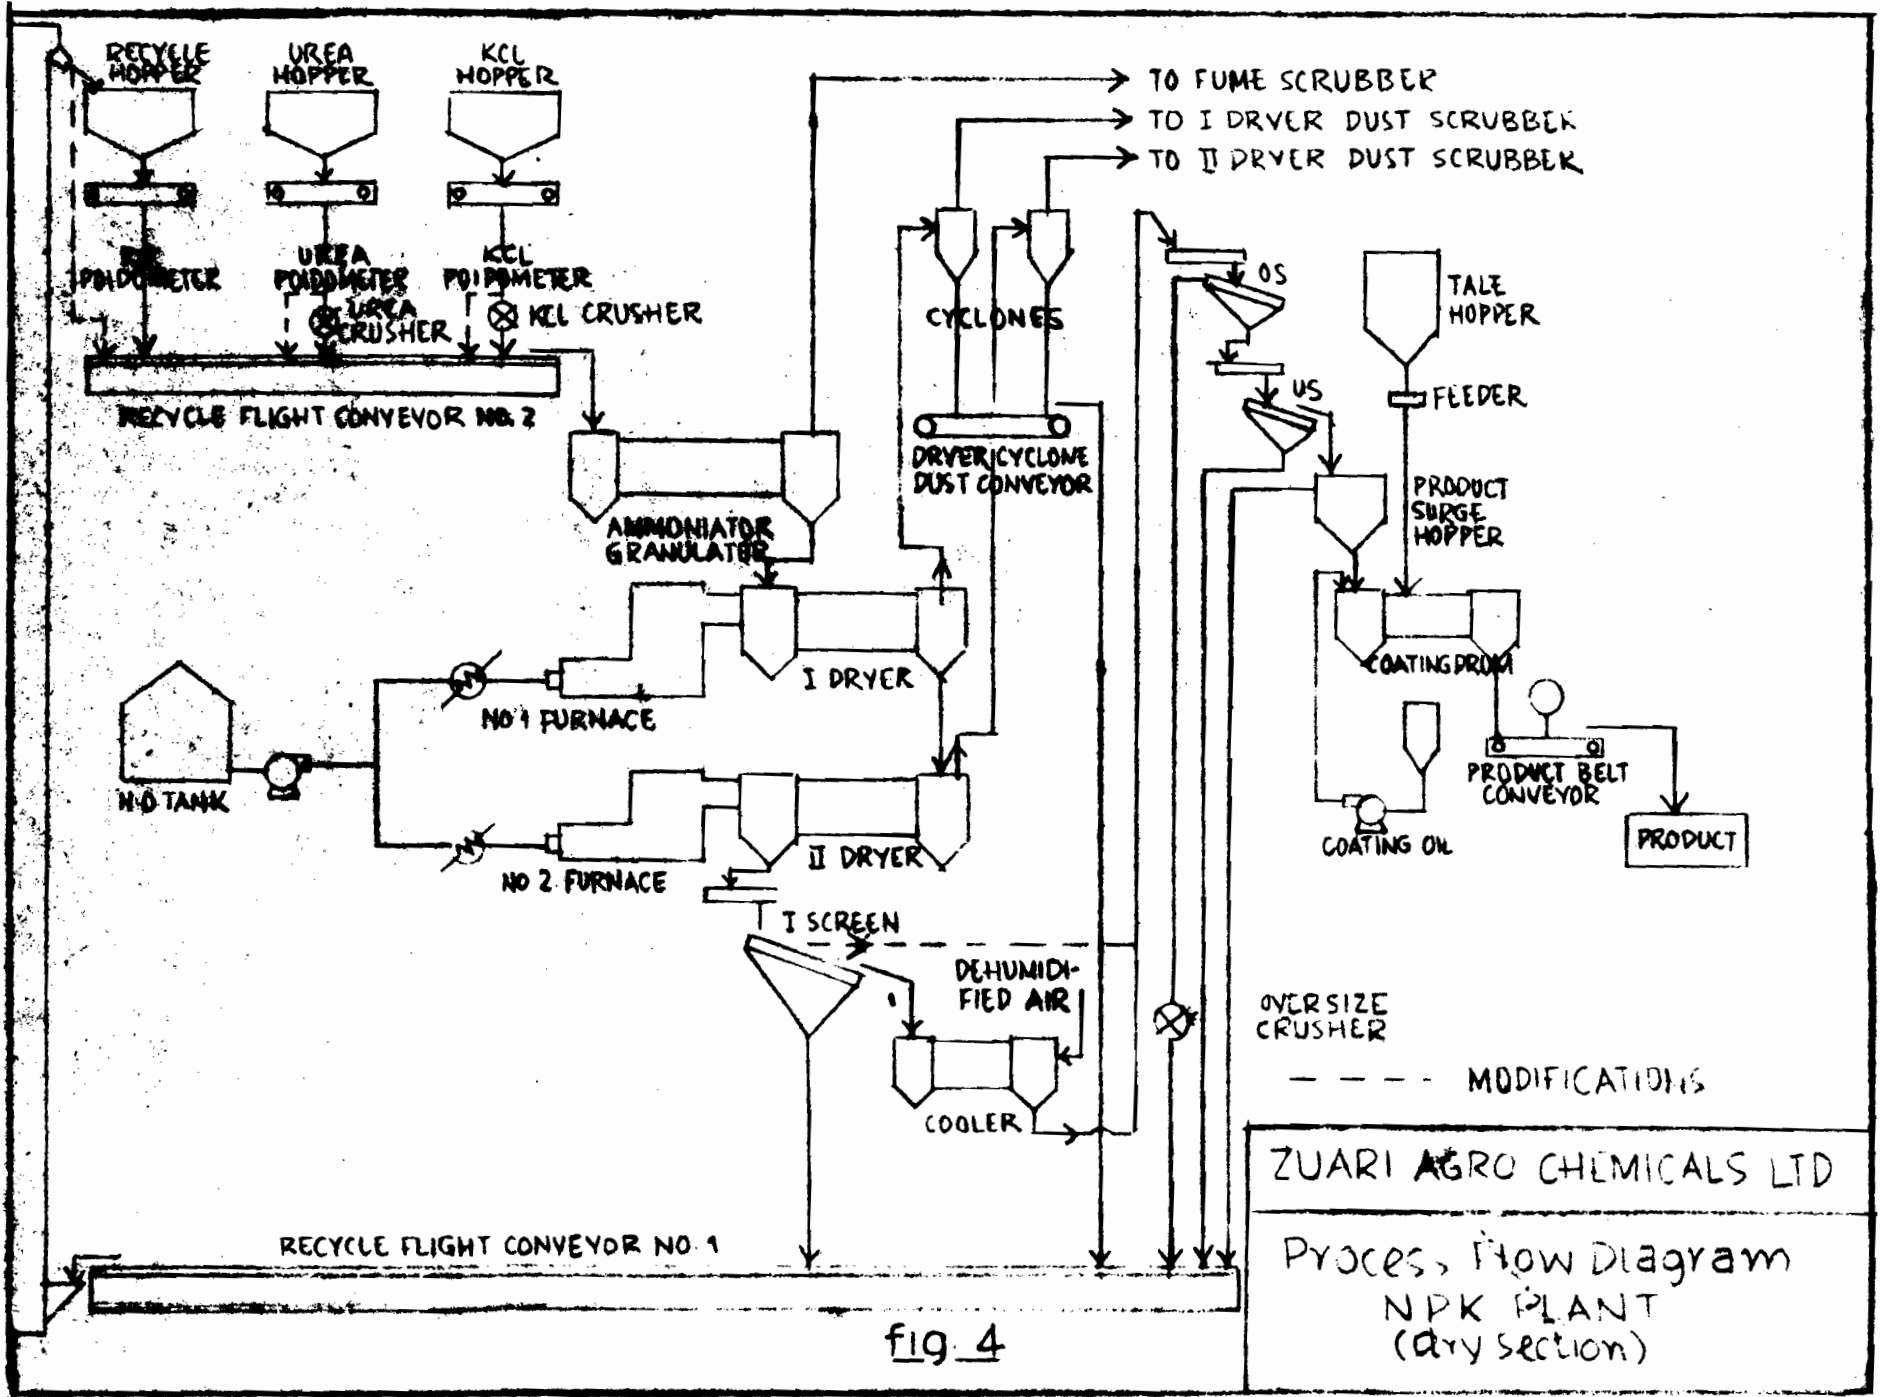 RECYCLE
HOPPER
UREA
HOPPER
KCL
HOPPER
TO FUME SCRUBBER
TO I DRYER DUST SCRUBBER
TO II DRYER DUST SCRUBBER
POIDOMETER
UREA
POIDOMETER
KCL
POIDOMETER
UREA
CRUSHER
KCL CRUSHER
RECYCLE FLIGHT CONVEYOR NO. 2
CYCLONES
OS
US
TALE
HOPPER
FEEDER
DRYER CYCLONE
DUST CONVEYOR
PRODUCT
SURGE
HOPPER
AMMONIATOR
GRANULATER
I DRYER
COATING DRUM
NO 1 FURNACE
H.O TANK
PRODUCT BELT
CONVEYOR
COATING OIL
PRODUCT
II DRYER
NO 2 FURNACE
I SCREEN
DEHUMIDI-
FIED AIR
OVERSIZE
CRUSHER
MODIFICATIONS
COOLER
ZUARI AGRO CHEMICALS LTD
RECYCLE FLIGHT CONVEYOR NO. 1
Process Flow Diagram
NPK PLANT
(dry section)
fig. 4